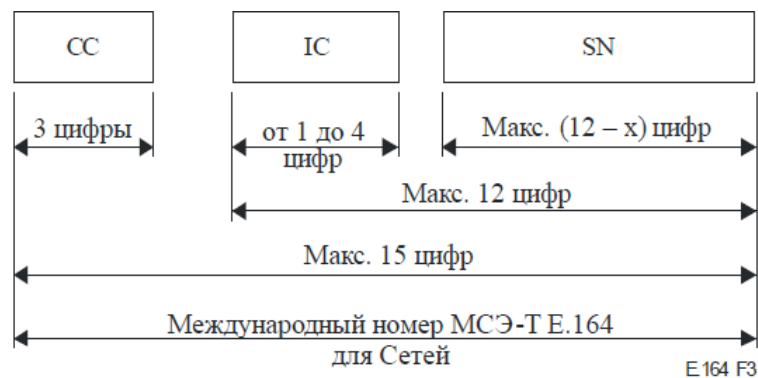 CC IC SN
3 цифры от 1 до 4 Макс. (12 – x) цифр
цифр
Макс. 12 цифр
Макс. 15 цифр
Международный номер МСЭ-Т Е.164
для Сетей
E.164 F3